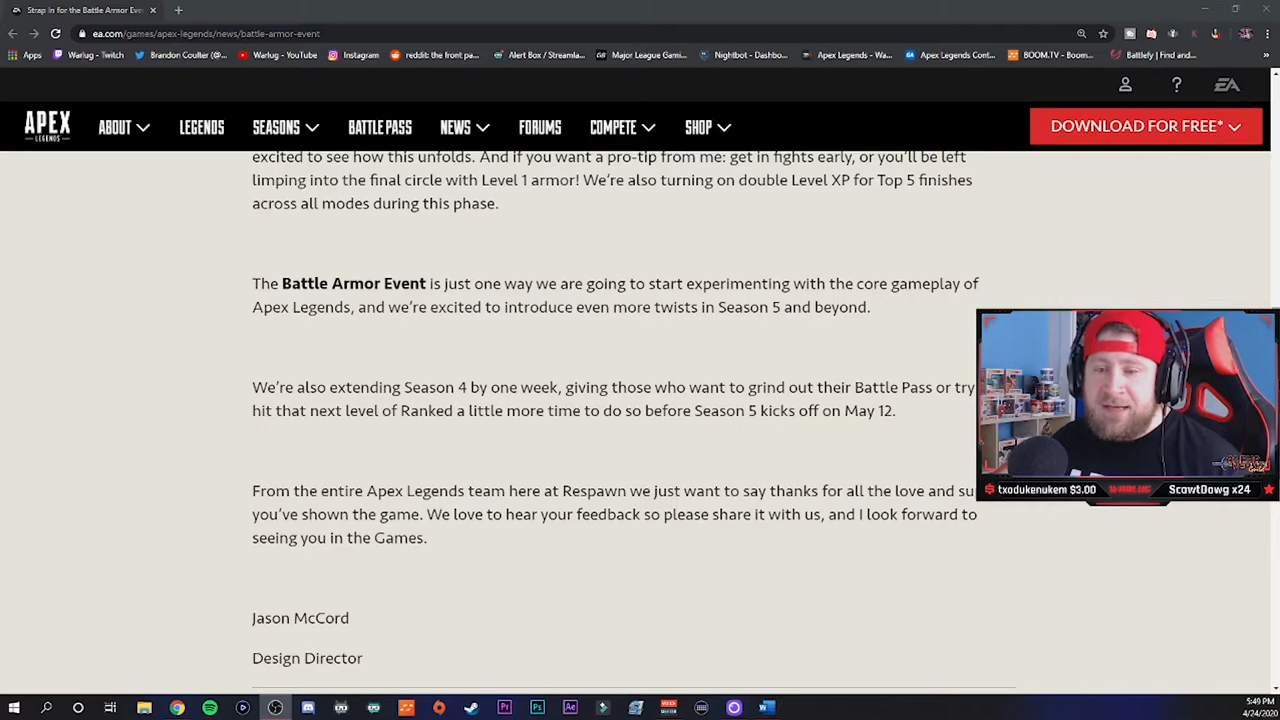 Strap In for the Battle Armor Even
ea.com/games/apex-legends/news/battle-armor-event
Apps
Warlug - Twitch
Brandon Coulter (@...
Warlug - YouTube
Instagram
reddit: the front pa...
Alert Box / Streamla...
Major League Gami...
Nightbot - Dashbo...
Apex Legends - Wa...
Apex Legends Cont...
BOOM.TV - Boom...
Battlefy | Find and...
EA
APEX
LEGENDS
ABOUT
LEGENDS
SEASONS
BATTLE PASS
NEWS
FORUMS
COMPETE
SHOP
DOWNLOAD FOR FREE*
excited to see how this unfolds. And if you want a pro-tip from me: get in fights early, or you’ll be left
limping into the final circle with Level 1 armor! We’re also turning on double Level XP for Top 5 finishes
across all modes during this phase.
The Battle Armor Event is just one way we are going to start experimenting with the core gameplay of
Apex Legends, and we’re excited to introduce even more twists in Season 5 and beyond.
We’re also extending Season 4 by one week, giving those who want to grind out their Battle Pass or try
hit that next level of Ranked a little more time to do so before Season 5 kicks off on May 12.
From the entire Apex Legends team here at Respawn we just want to say thanks for all the love and su
you’ve shown the game. We love to hear your feedback so please share it with us, and I look forward to
seeing you in the Games.
Jason McCord
Design Director
txodukenukem $3.00
WARLUG
ScawtDawg x24
5:49 PM
4/24/2020